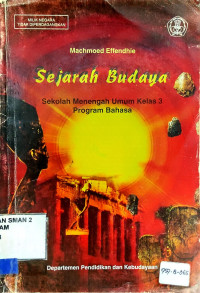 MILIK NEGARA
TIDAK DIPERDAGANGKAN
Machmoed Effendhie
Sejarah Budaya
Sekolah Menengah Umum Kelas 3
Program Bahasa
AN SMAN 2
AM
Departemen Pendidikan dan Kebudayaan